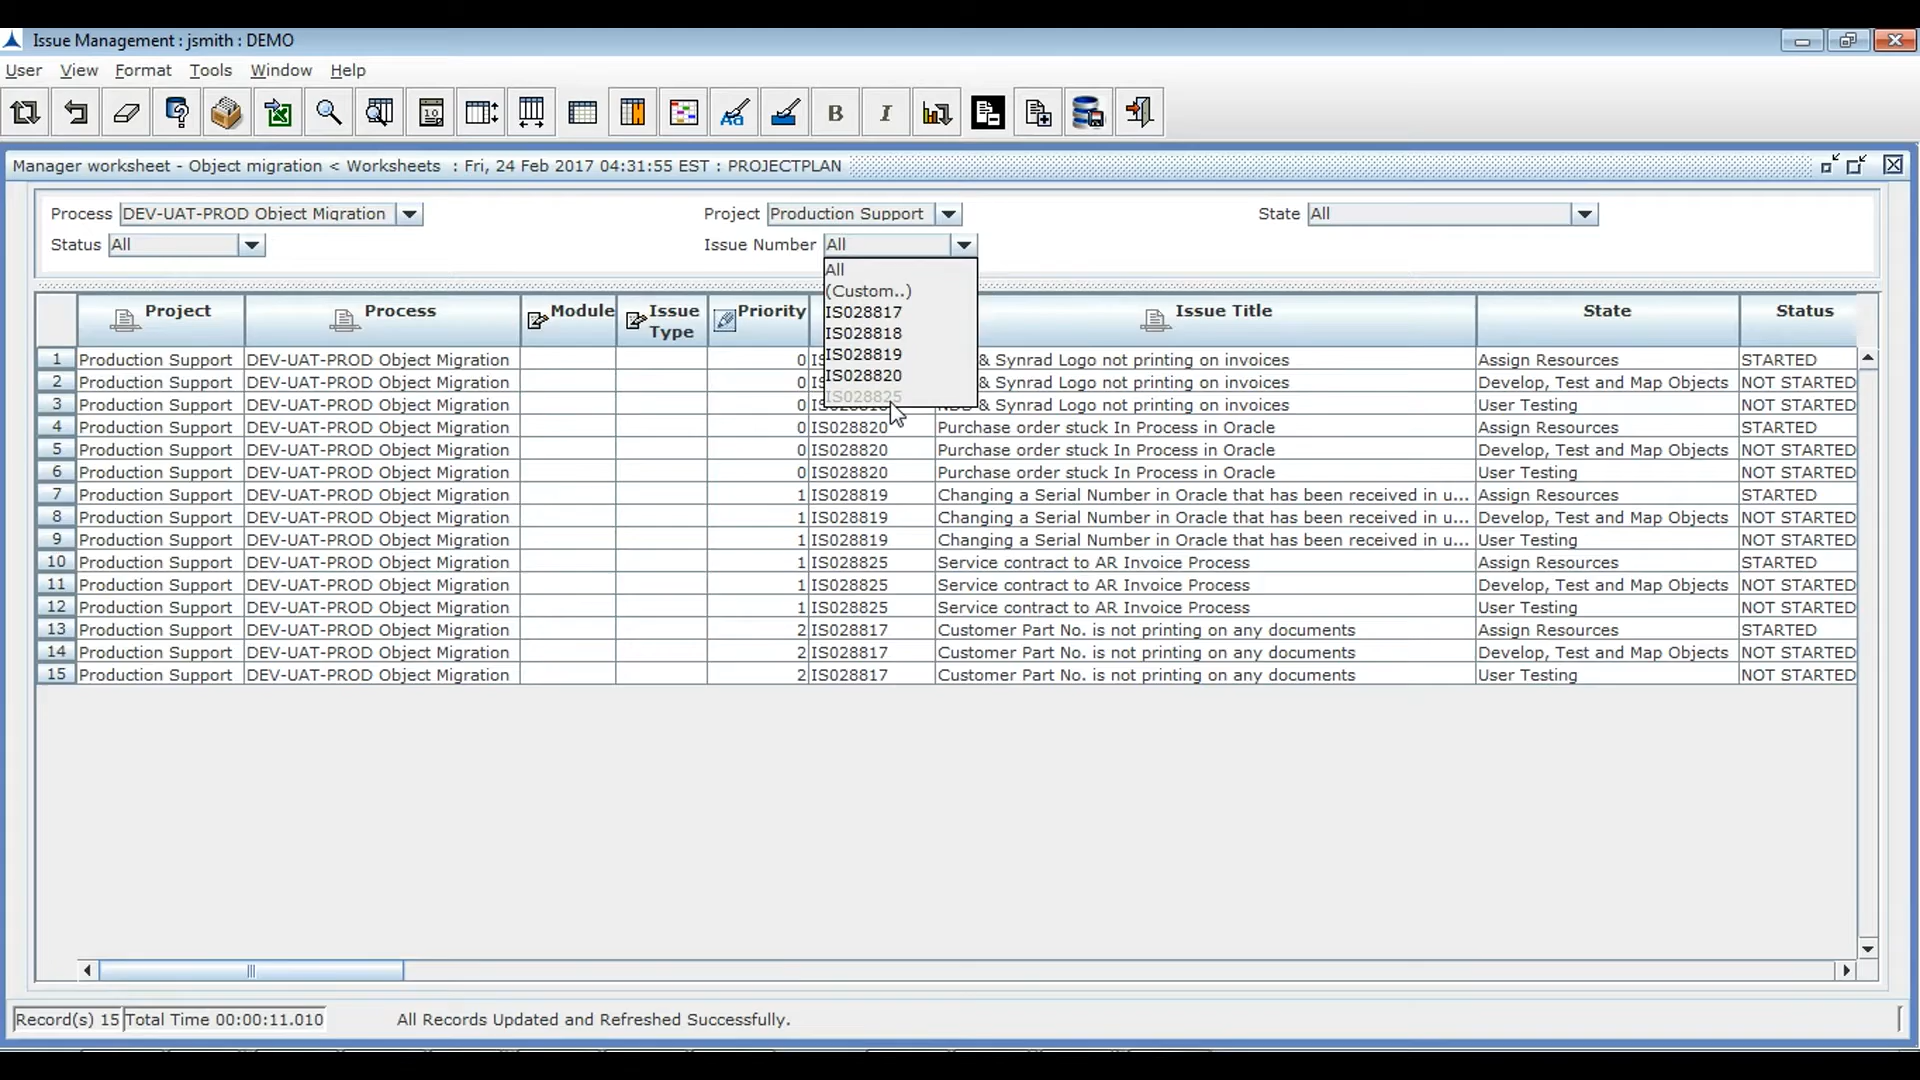 Issue Management : jsmith : DEMO
User View Format Tools Window Help
Manager worksheet - Object migration < Worksheets : Fri, 24 Feb 2017 04:31:55 EST : PROJECTPLAN
Process DEV-UAT-PROD Object Migration Project Production Support State All
Status All Issue Number All
All
(Custom..)
IS028817
IS028818
IS028819
IS028820
IS028825
Project Process Module Issue Type Priority Issue Title State Status
1 Production Support DEV-UAT-PROD Object Migration 0 & Synrad Logo not printing on invoices Assign Resources STARTED
2 Production Support DEV-UAT-PROD Object Migration 0 & Synrad Logo not printing on invoices Develop, Test and Map Objects NOT STARTED
3 Production Support DEV-UAT-PROD Object Migration 0 & Synrad Logo not printing on invoices User Testing NOT STARTED
4 Production Support DEV-UAT-PROD Object Migration 0 IS028820 Purchase order stuck In Process in Oracle Assign Resources STARTED
5 Production Support DEV-UAT-PROD Object Migration 0 IS028820 Purchase order stuck In Process in Oracle Develop, Test and Map Objects NOT STARTED
6 Production Support DEV-UAT-PROD Object Migration 0 IS028820 Purchase order stuck In Process in Oracle User Testing NOT STARTED
7 Production Support DEV-UAT-PROD Object Migration 1 IS028819 Changing a Serial Number in Oracle that has been received in u... Assign Resources STARTED
8 Production Support DEV-UAT-PROD Object Migration 1 IS028819 Changing a Serial Number in Oracle that has been received in u... Develop, Test and Map Objects NOT STARTED
9 Production Support DEV-UAT-PROD Object Migration 1 IS028819 Changing a Serial Number in Oracle that has been received in u... User Testing NOT STARTED
10 Production Support DEV-UAT-PROD Object Migration 1 IS028825 Service contract to AR Invoice Process Assign Resources STARTED
11 Production Support DEV-UAT-PROD Object Migration 1 IS028825 Service contract to AR Invoice Process Develop, Test and Map Objects NOT STARTED
12 Production Support DEV-UAT-PROD Object Migration 1 IS028825 Service contract to AR Invoice Process User Testing NOT STARTED
13 Production Support DEV-UAT-PROD Object Migration 2 IS028817 Customer Part No. is not printing on any documents Assign Resources STARTED
14 Production Support DEV-UAT-PROD Object Migration 2 IS028817 Customer Part No. is not printing on any documents Develop, Test and Map Objects NOT STARTED
15 Production Support DEV-UAT-PROD Object Migration 2 IS028817 Customer Part No. is not printing on any documents User Testing NOT STARTED
Record(s) 15 Total Time 00:00:11.010 All Records Updated and Refreshed Successfully.